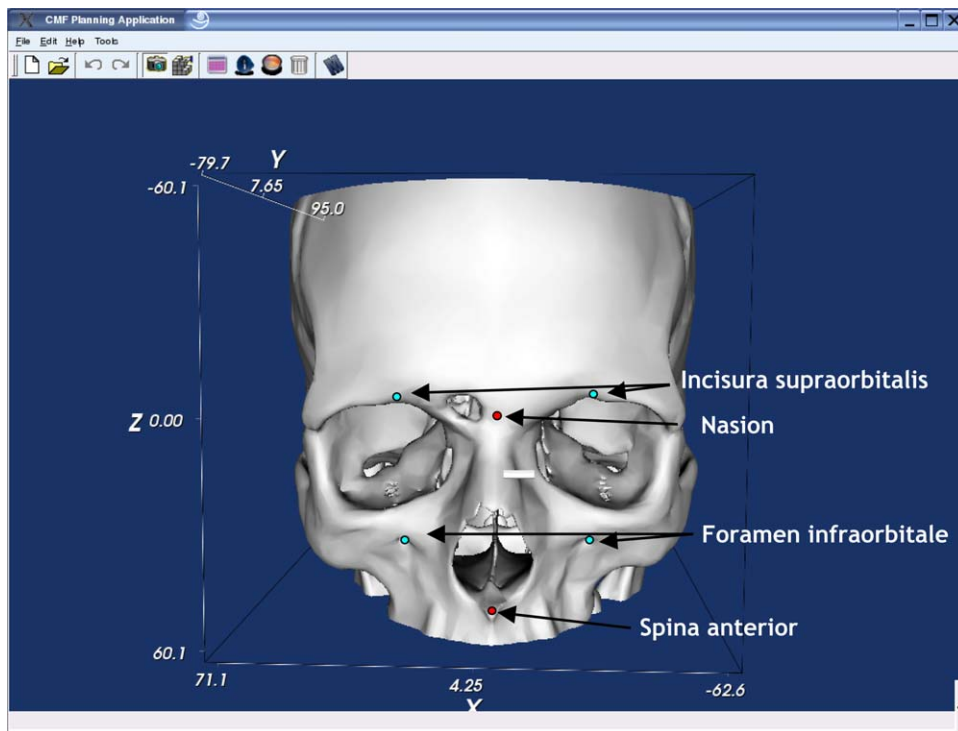 CMF Planning Application
File Edit Help Tools
-79.7 Y
-60.1 7.65
95.0
Incisura supraorbitalis
Z 0.00 Nasion
Foramen infraorbitale
Spina anterior
60.1
71.1 4.25 -62.6
X